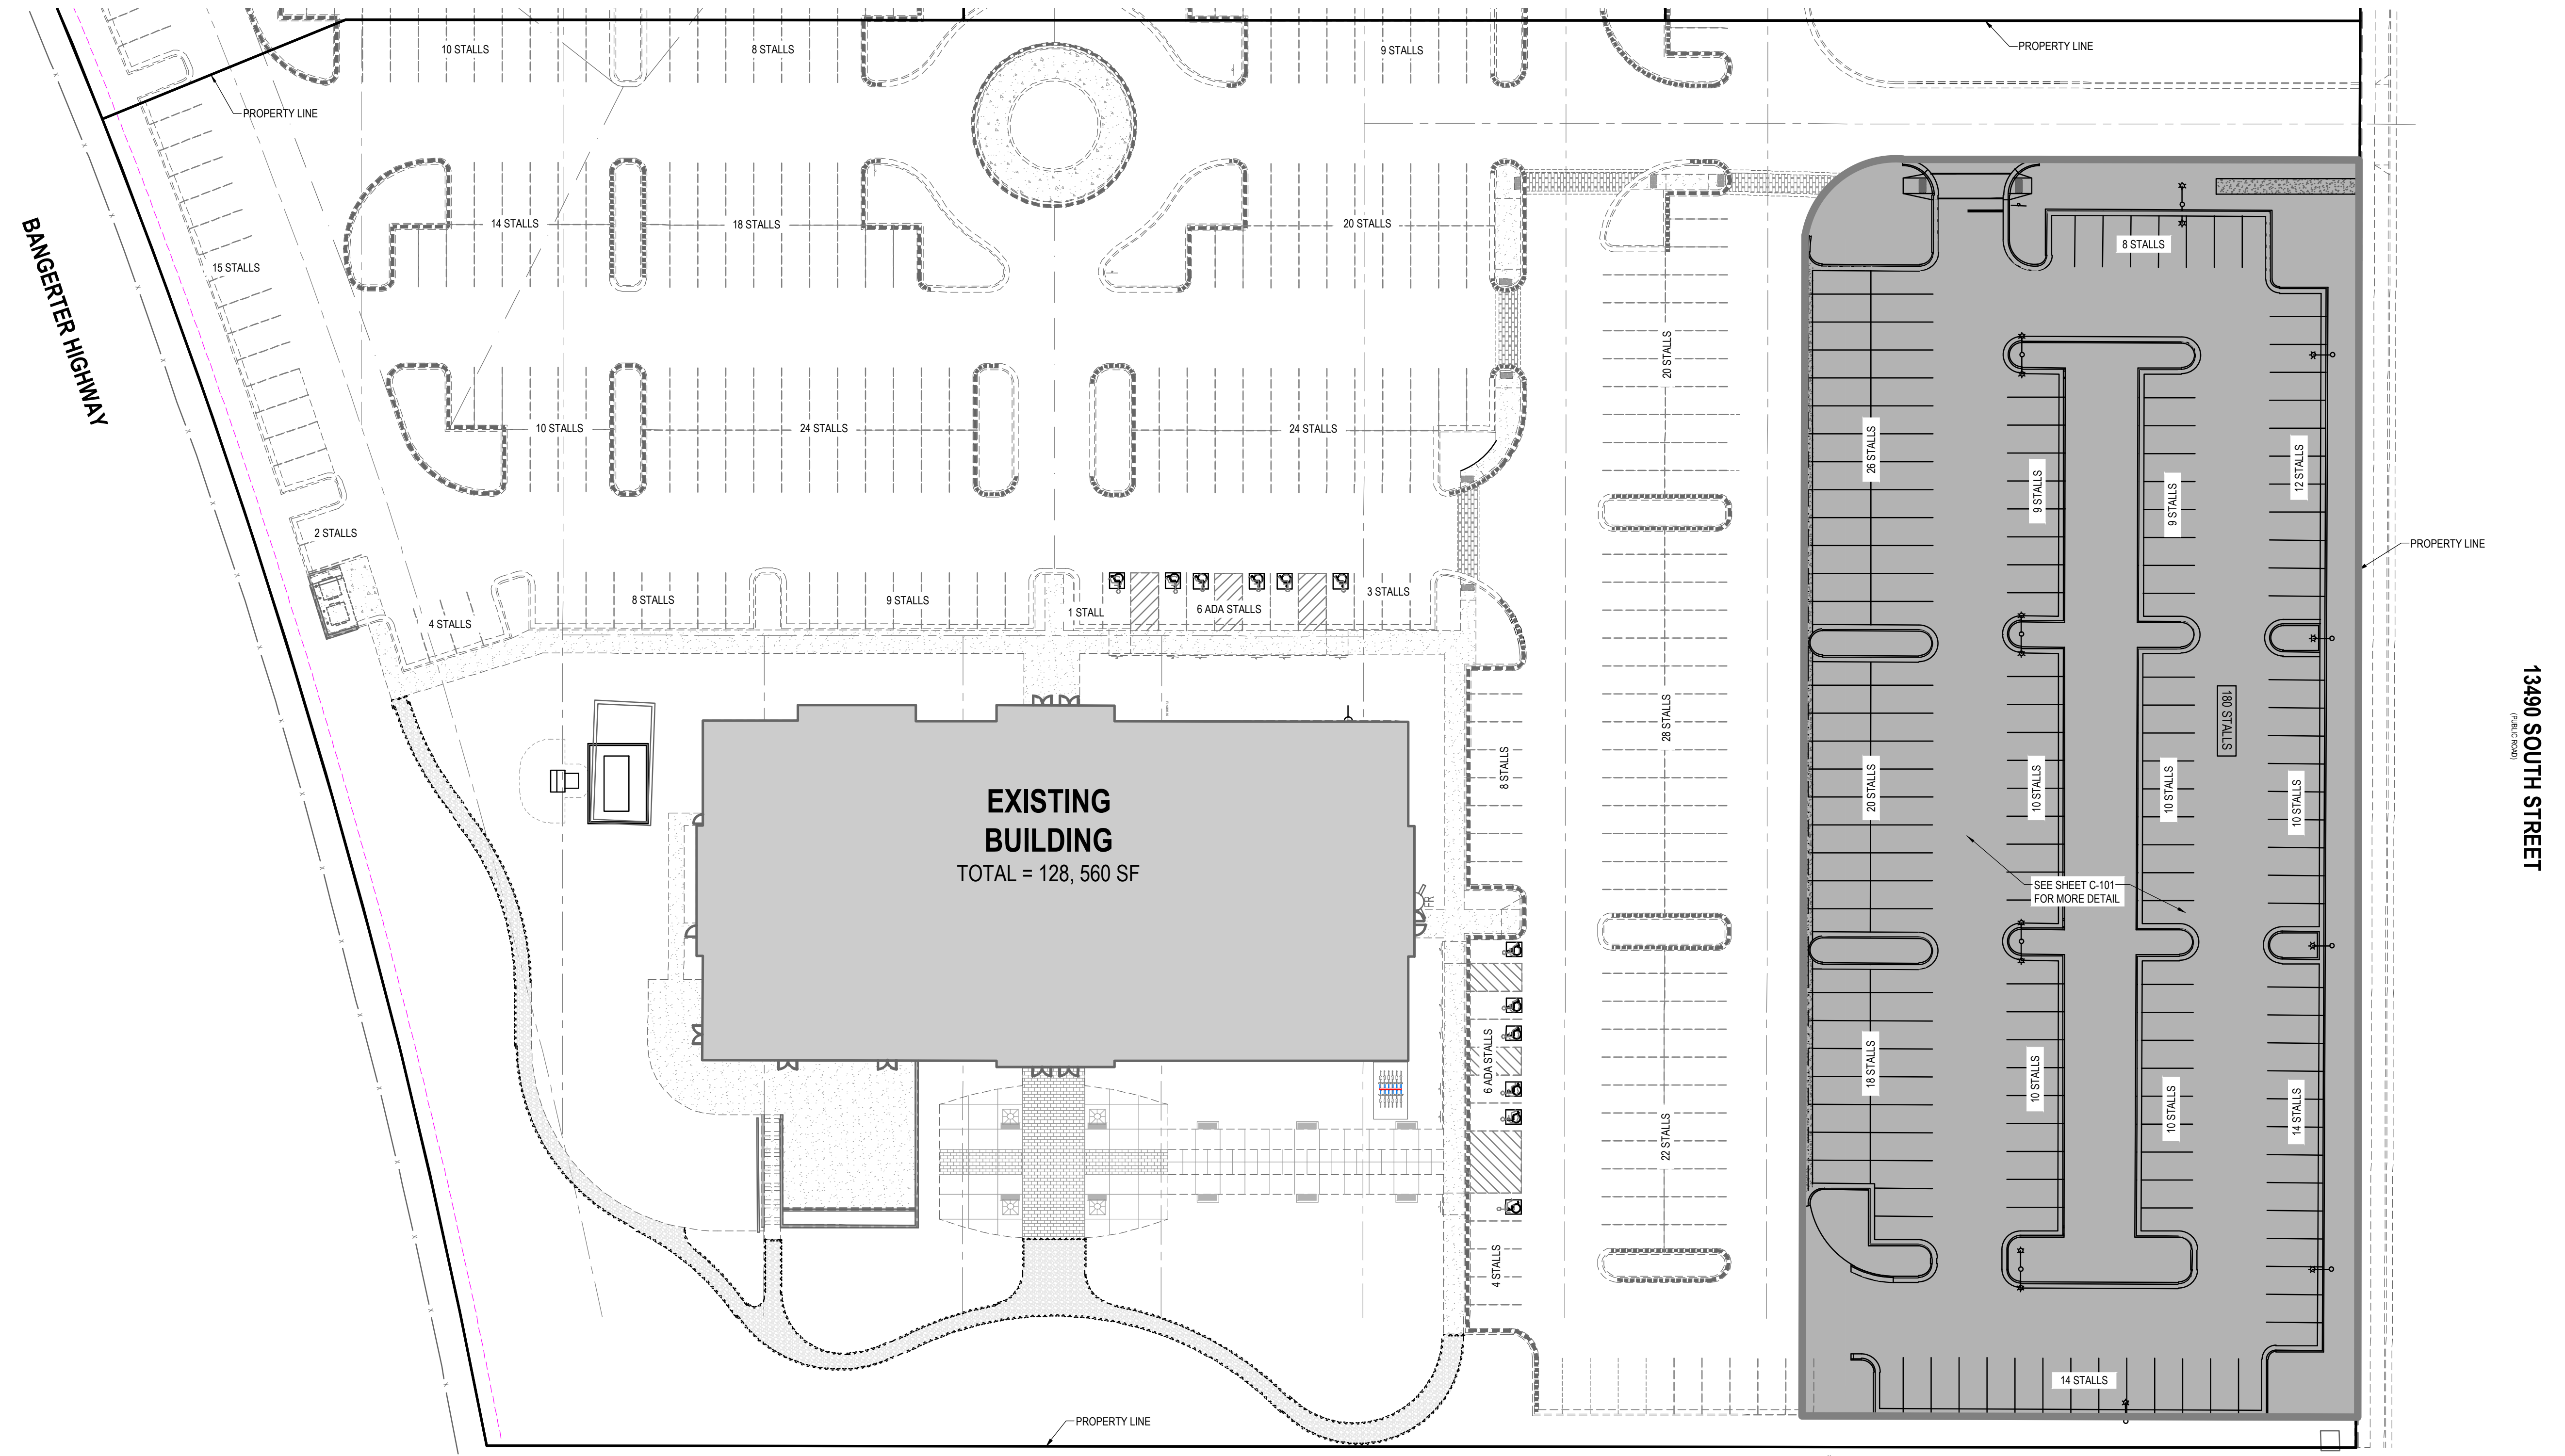 10 STALLS
8 STALLS
9 STALLS
PROPERTY LINE
PROPERTY LINE
14 STALLS
18 STALLS
20 STALLS
8 STALLS
15 STALLS
BANGERTER HIGHWAY
20 STALLS
10 STALLS
24 STALLS
24 STALLS
26 STALLS
9 STALLS
9 STALLS
12 STALLS
2 STALLS
PROPERTY LINE
4 STALLS
8 STALLS
9 STALLS
1 STALL
6 ADA STALLS
3 STALLS
28 STALLS
8 STALLS
180 STALLS
13490 SOUTH STREET
(PUBLIC ROAD)
EXISTING
BUILDING
TOTAL = 128, 560 SF
20 STALLS
10 STALLS
10 STALLS
10 STALLS
SEE SHEET C-101
FOR MORE DETAIL
FR
6 ADA STALLS
22 STALLS
18 STALLS
10 STALLS
10 STALLS
14 STALLS
4 STALLS
14 STALLS
PROPERTY LINE